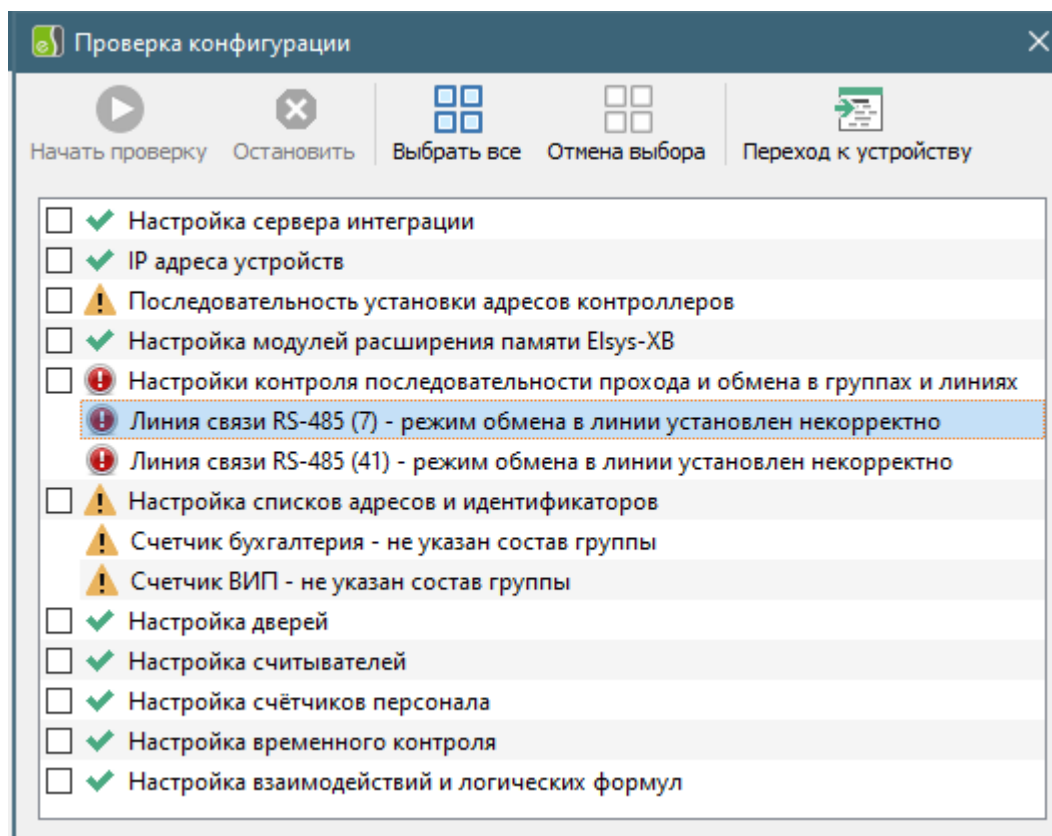 Проверка конфигурации
Начать проверку Остановить Выбрать все Отмена выбора Переход к устройству
Настройка сервера интеграции
IP адреса устройств
Последовательность установки адресов контроллеров
Настройка модулей расширения памяти Elsys-XB
Настройки контроля последовательности прохода и обмена в группах и линиях
Линия связи RS-485 (7) - режим обмена в линии установлен некорректно
Линия связи RS-485 (41) - режим обмена в линии установлен некорректно
Настройка списков адресов и идентификаторов
Счетчик бухгалтерия - не указан состав группы
Счетчик ВИП - не указан состав группы
Настройка дверей
Настройка считывателей
Настройка счётчиков персонала
Настройка временного контроля
Настройка взаимодействий и логических формул